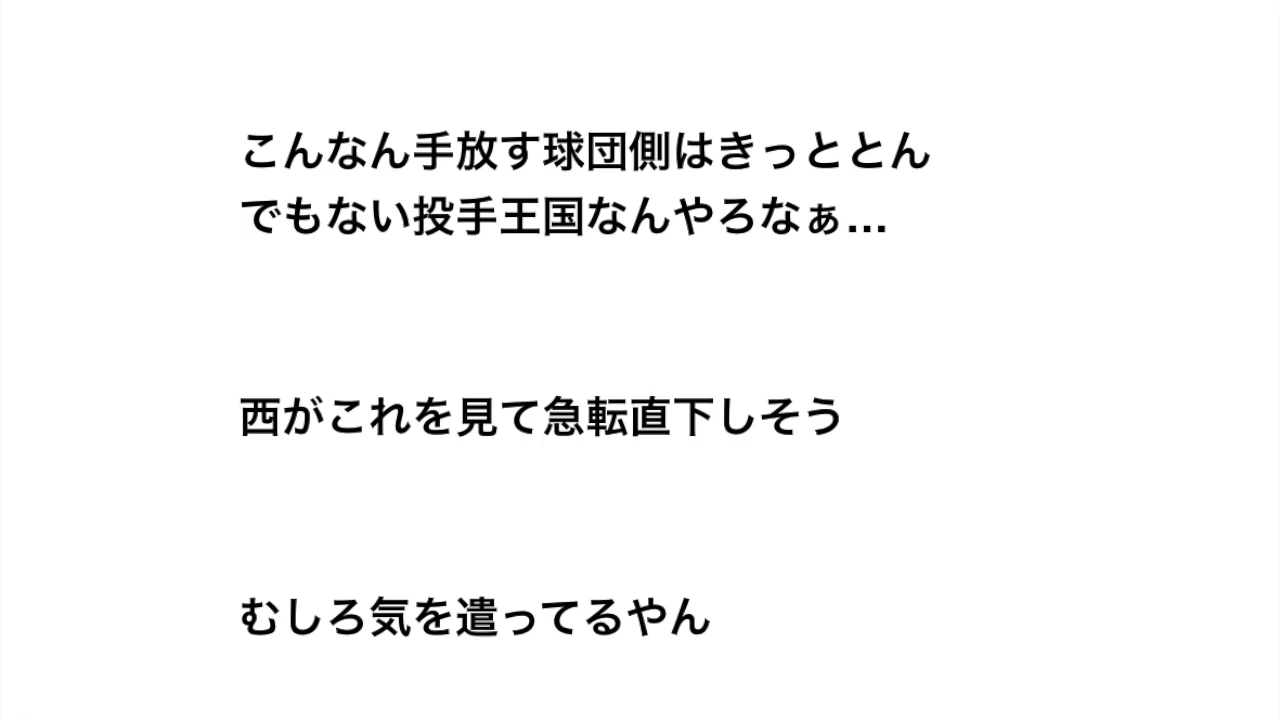 こんなん手放す球団側はきっととん
でもない投手王国なんやろなぁ...
西がこれを見て急転直下しそう
むしろ気を遣ってるやん